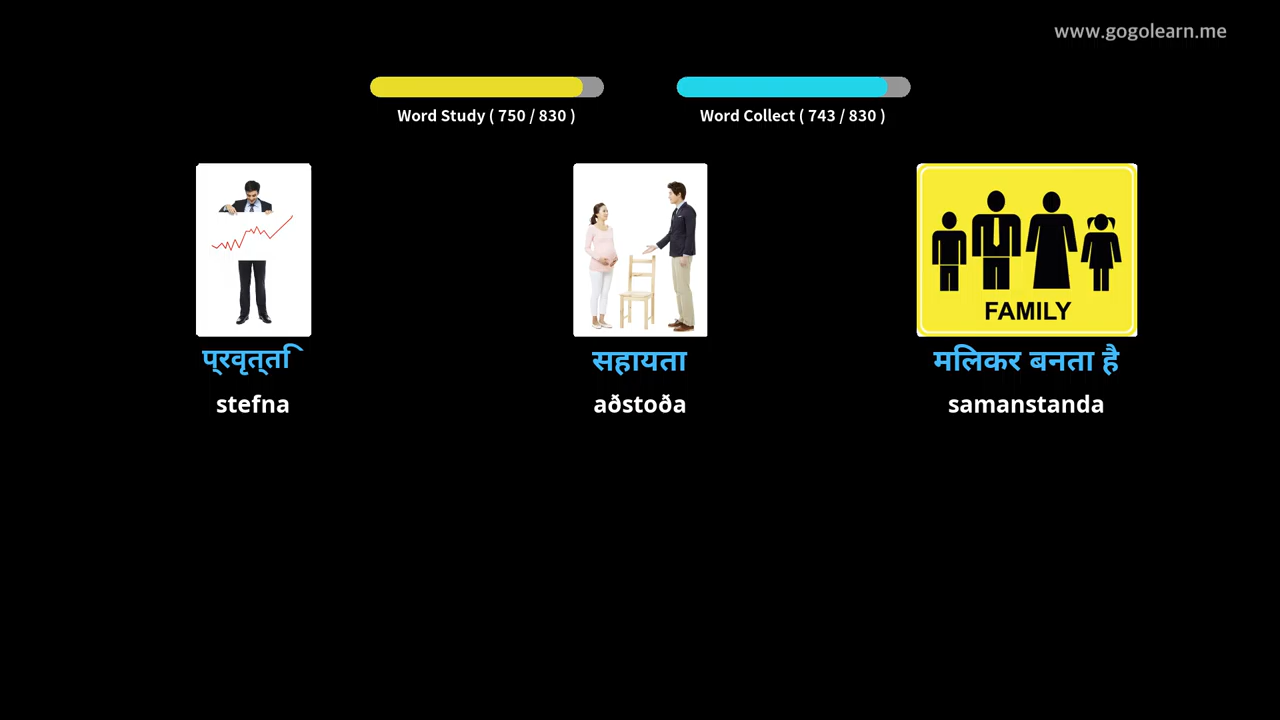 www.gogolearn.me
Word Study ( 750 / 830 )
Word Collect ( 743 / 830 )
FAMILY
प्रवृत्ति
सहायता
मिलकर बनता है
stefna
aðstoða
samanstanda